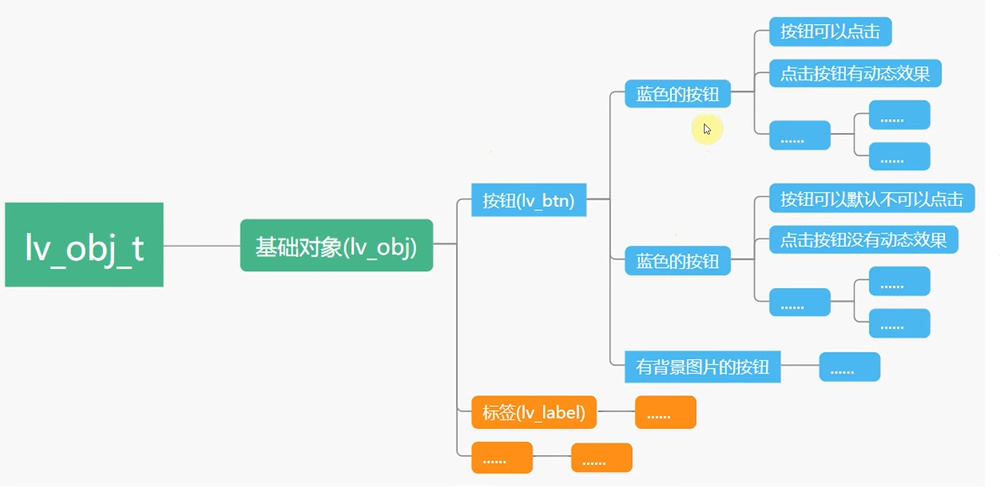 lv_obj_t
基础对象(lv_obj)
按钮(lv_btn)
蓝色的按钮
按钮可以点击
点击按钮有动态效果
......
......
......
蓝色的按钮
按钮可以默认不可以点击
点击按钮没有动态效果
......
......
......
有背景图片的按钮
......
标签(lv_label)
......
......
......